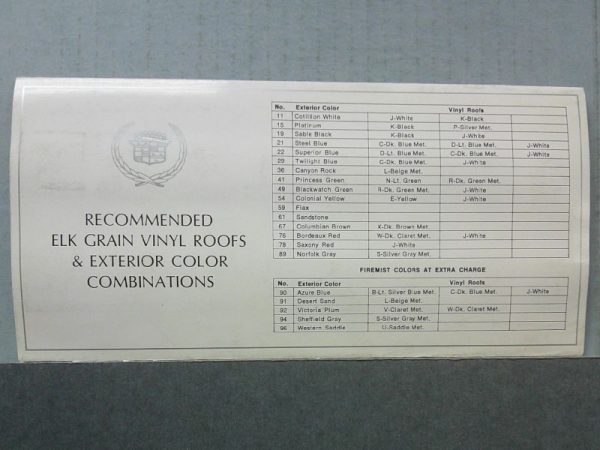 RECOMMENDED
ELK GRAIN VINYL ROOFS
& EXTERIOR COLOR
COMBINATIONS
No. Exterior Color Vinyl Roofs
11 Cotillion White J-White K-Black
15 Platinum K-Black P-Silver Met.
19 Sable Black K-Black J-White
21 Steel Blue C-Dk. Blue Met. D-Lt. Blue Met. J-White
22 Superior Blue D-Lt. Blue Met. C-Dk. Blue Met. J-White
29 Twilight Blue C-Dk. Blue Met. J-White
36 Canyon Rock L-Beige Met.
41 Princess Green N-Lt. Green R-Dk. Green Met.
49 Blackwatch Green R-Dk. Green Met. J-White
54 Colonial Yellow E-Yellow J-White
59 Flax
61 Sandstone
67 Columbian Brown X-Dk. Brown Met.
76 Bordeaux Red W-Dk. Claret Met. J-White
78 Saxony Red J-White
89 Norfolk Gray S-Silver Gray Met.
FIREMIST COLORS AT EXTRA CHARGE
No. Exterior Color Vinyl Roofs
90 Azure Blue B-Lt. Silver Blue Met. C-Dk. Blue Met. J-White
91 Desert Sand L-Beige Met.
92 Victoria Plum V-Claret Met. W-Dk. Claret Met.
94 Sheffield Gray S-Silver Gray Met.
96 Western Saddle U-Saddle Met.